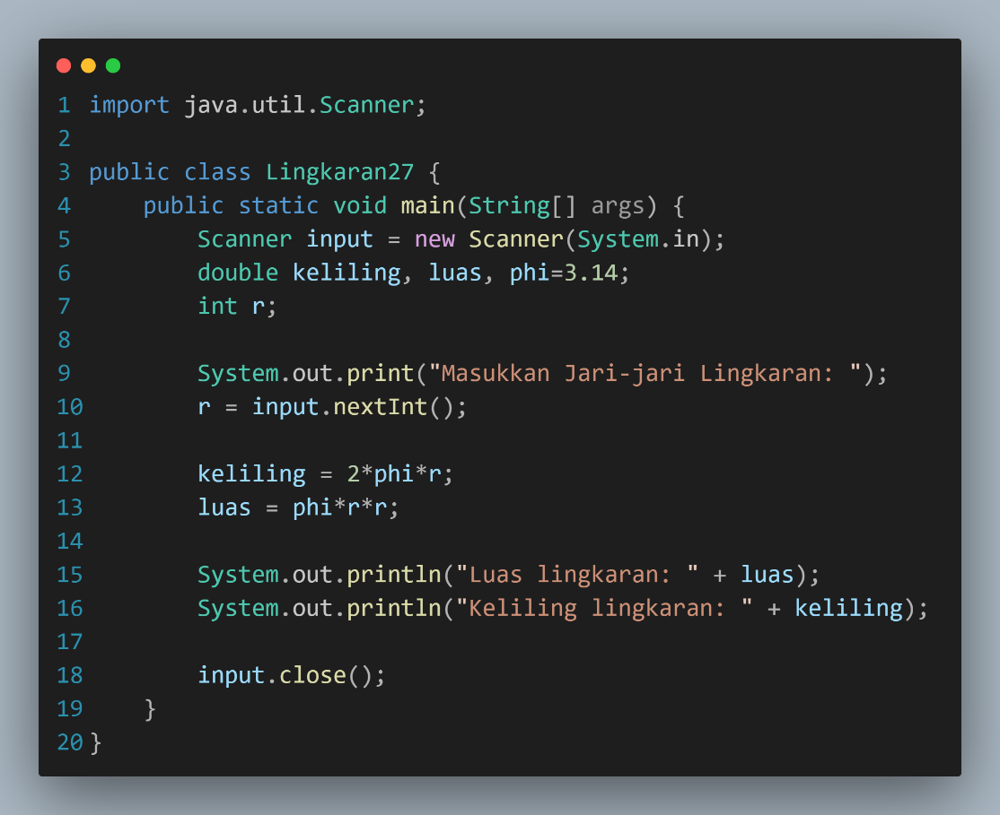 1 import java.util.Scanner;
2
3 public class Lingkaran27 {
4     public static void main(String[] args) {
5         Scanner input = new Scanner(System.in);
6         double keliling, luas, phi=3.14;
7         int r;
8
9         System.out.print("Masukkan Jari-jari Lingkaran: ");
10         r = input.nextInt();
11
12         keliling = 2*phi*r;
13         luas = phi*r*r;
14
15         System.out.println("Luas lingkaran: " + luas);
16         System.out.println("Keliling lingkaran: " + keliling);
17
18         input.close();
19     }
20 }